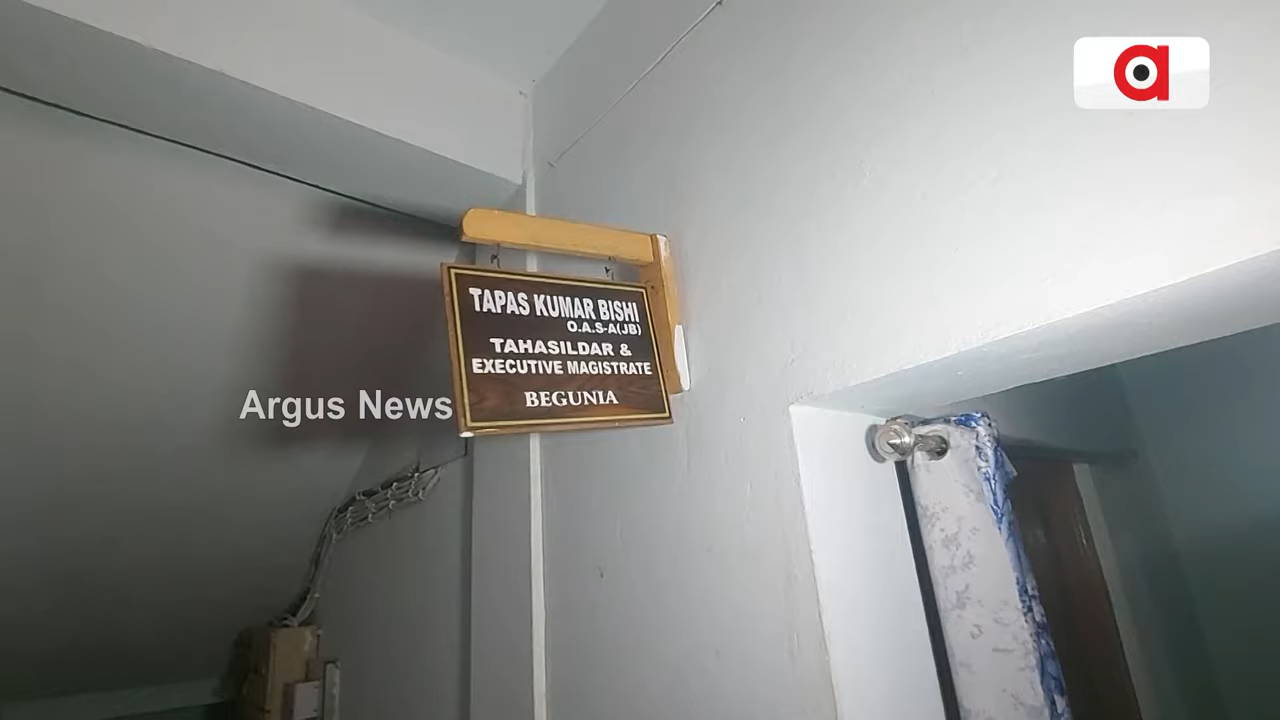 TAPAS KUMAR BISHI
O.A.S-A(JB)
TAHASILDAR &
EXECUTIVE MAGISTRATE
BEGUNIA
Argus News